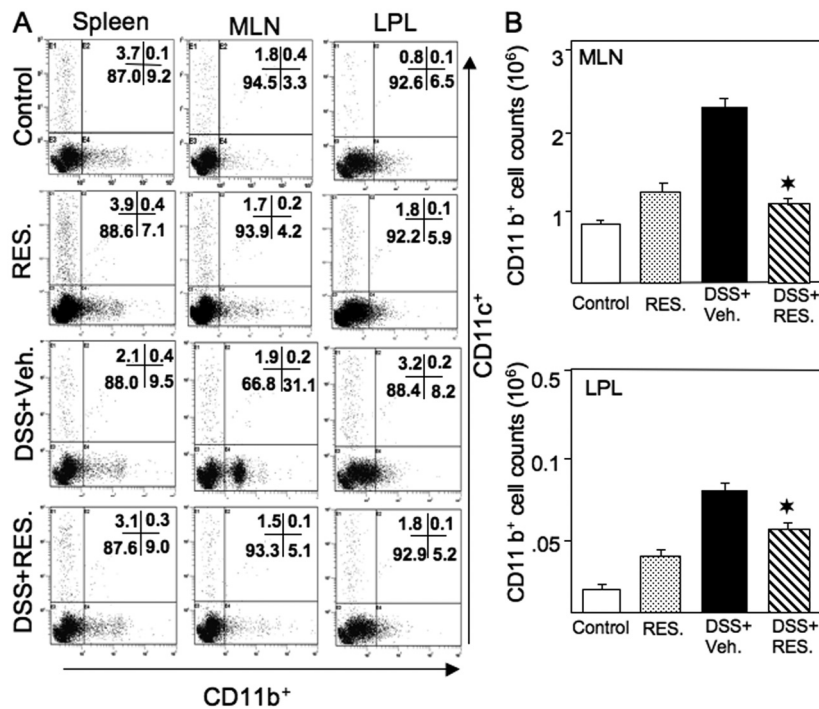 A
Spleen
MLN
LPL
Control
E1 E2
3.7 0.1
87.0 9.2
E3 E4
1.8 0.4
94.5 3.3
0.8 0.1
92.6 6.5
RES.
3.9 0.4
88.6 7.1
1.7 0.2
93.9 4.2
1.8 0.1
92.2 5.9
DSS+Veh.
2.1 0.4
88.0 9.5
1.9 0.2
66.8 31.1
3.2 0.2
88.4 8.2
DSS+RES.
3.1 0.3
87.6 9.0
1.5 0.1
93.3 5.1
1.8 0.1
92.9 5.2
CD11c+
CD11b+
B
MLN
CD11 b+ cell counts (10⁶)
3
2
1
Control
RES.
DSS+
Veh.
DSS+
RES.
LPL
CD11 b+ cell counts (10⁶)
0.5
0.1
.05
Control
RES.
DSS+
Veh.
DSS+
RES.